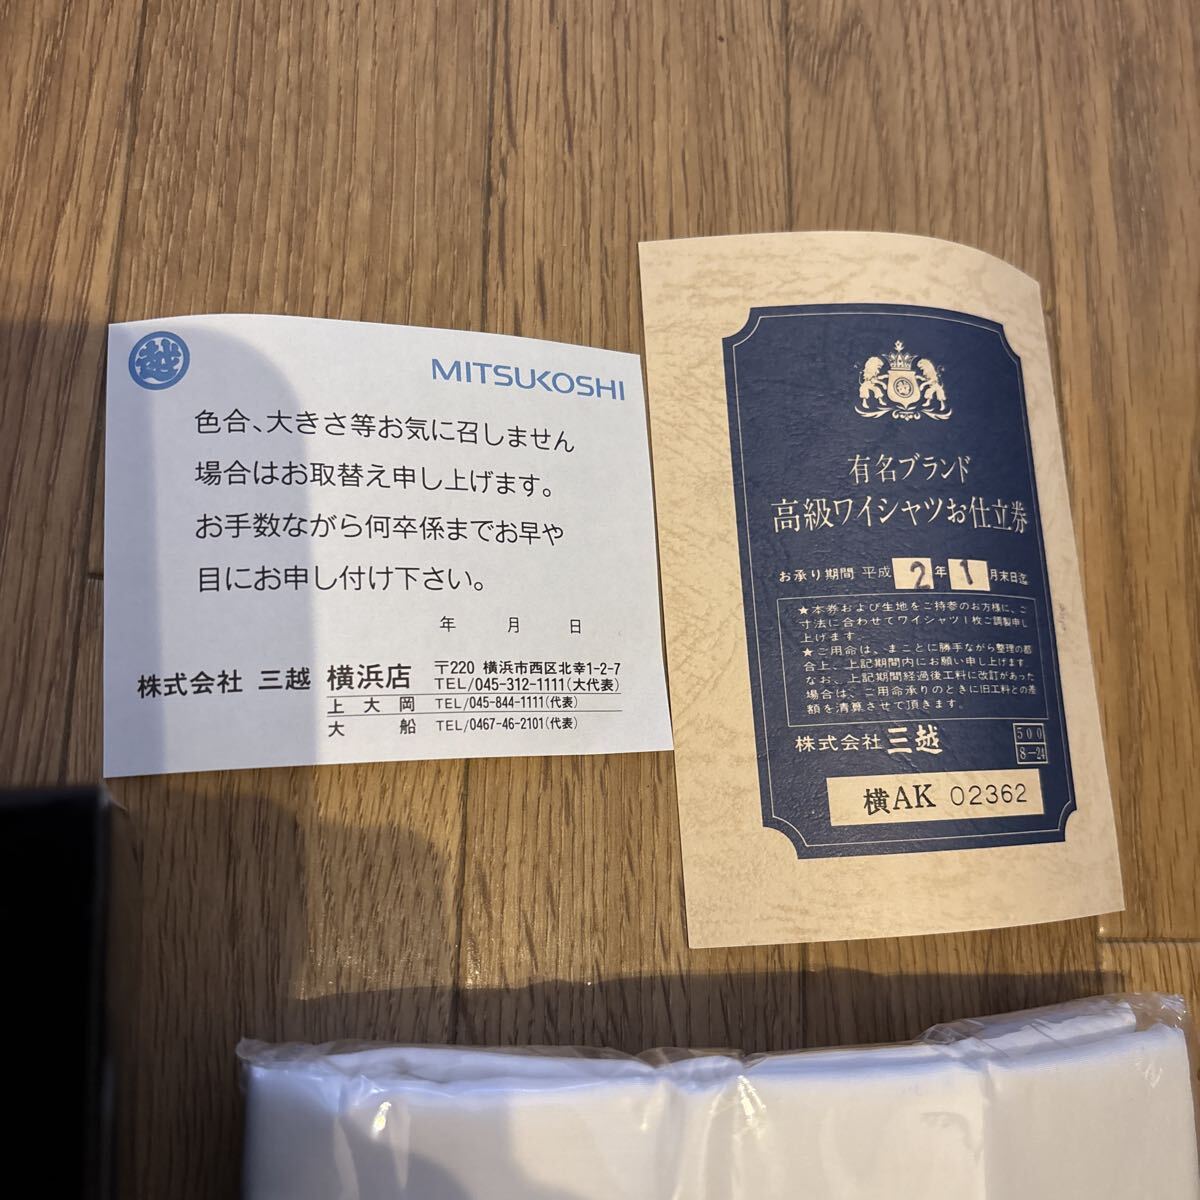 越
MITSUKOSHI
色合、大きさ等お気に召しません
場合はお取替え申し上げます。
お手数ながら何卒係までお早や
目にお申し付け下さい。
年 月 日
株式会社 三越 横浜店
〒220 横浜市西区北幸1-2-7
TEL/045-312-1111(大代表)
上大岡 TEL/045-844-1111(代表)
大船 TEL/0467-46-2101(代表)
越
有名ブランド
高級ワイシャツお仕立券
お承り期間 平成 2 年 1 月末日迄
★本券および生地をご持参のお方様に、ご
寸法に合わせてワイシャツ1枚ご調製申し
上げます。
★ご用命は、まことに勝手ながら整理の都
合上、上記期間内にお願い申し上げます。
なお、上記期間経過後工料に改訂があった
場合は、ご用命承りのときに旧工料との差
額を清算させて頂きます。
株式会社 三越
500
8-24
横AK 02362